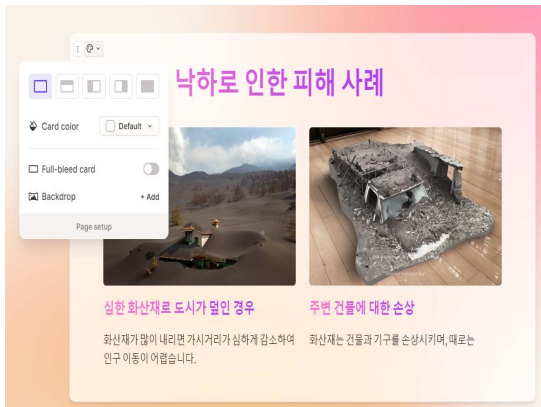 낙하로 인한 피해 사례
Card color
Default
Full-bleed card
Backdrop
+ Add
Page setup
심한 화산재로 도시가 덮인 경우
주변 건물에 대한 손상
화산재가 많이 내리면 가시거리가 심하게 감소하여
인구 이동이 어렵습니다.
화산재는 건물과 기구를 손상시키며, 때로는